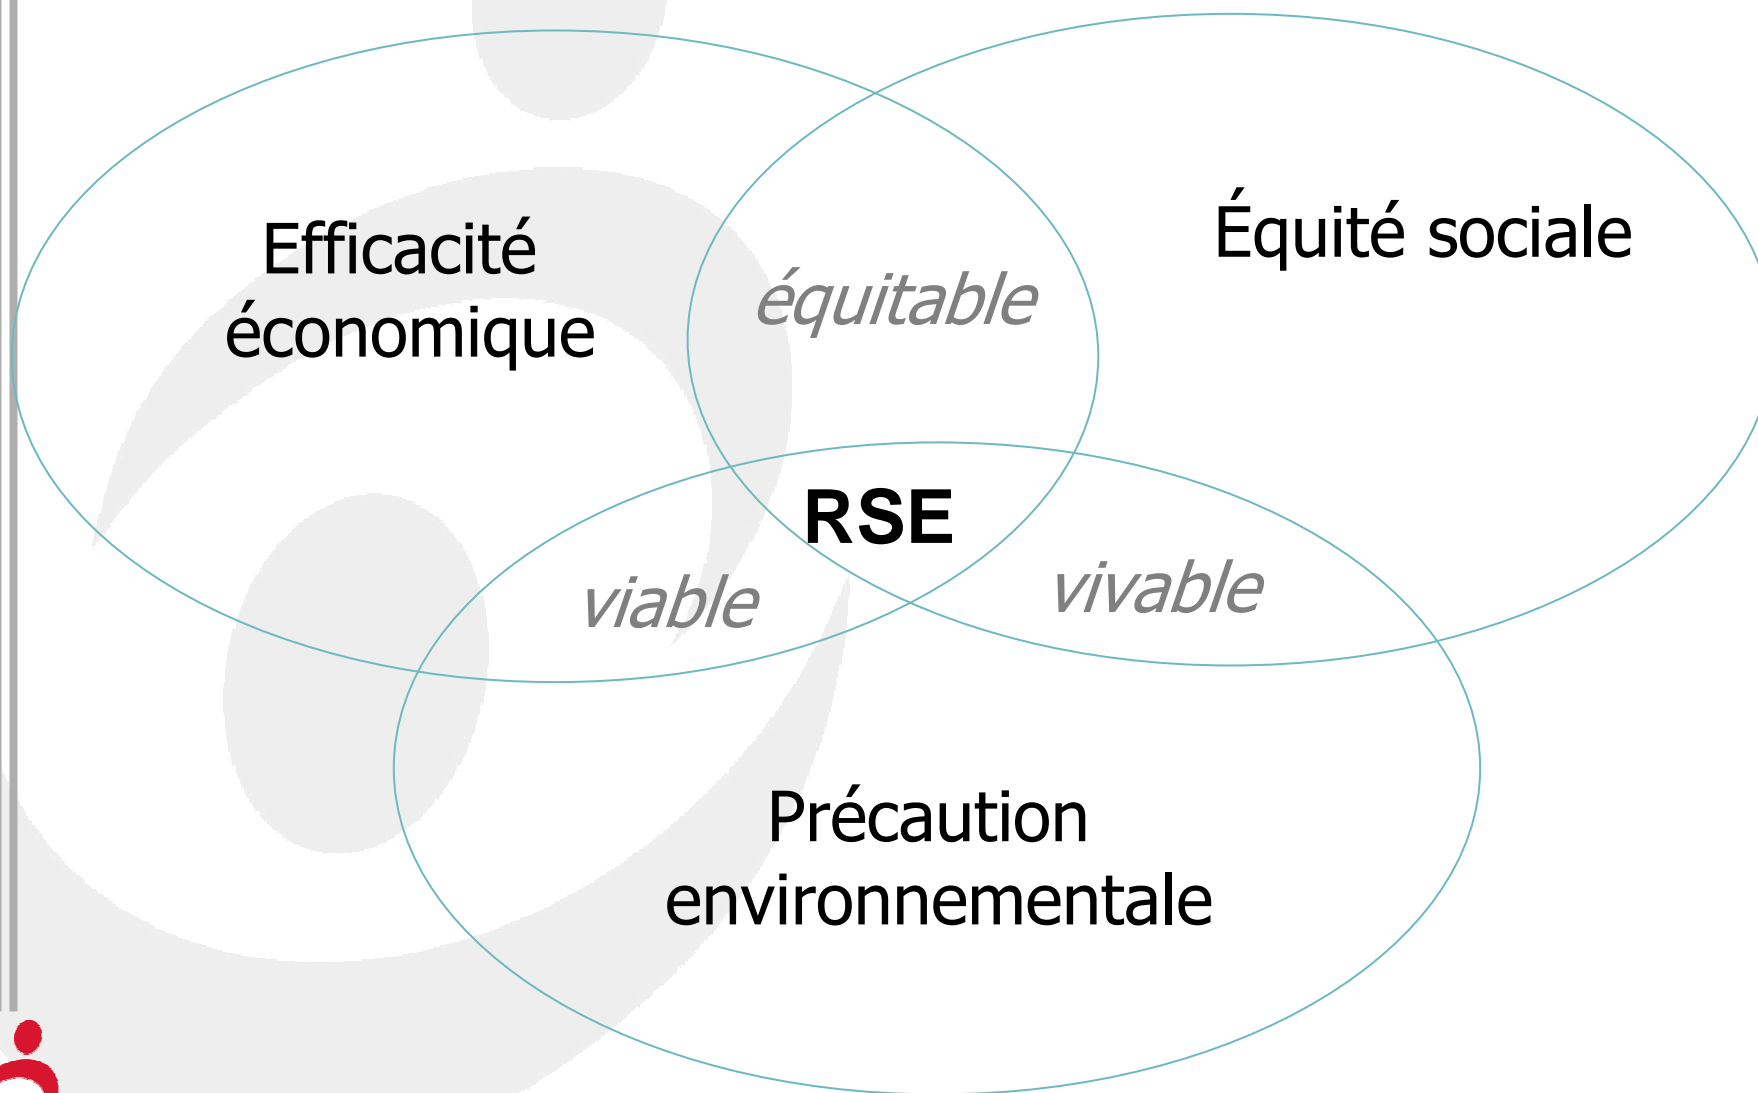 Efficacité
économique
Équité sociale
équitable
RSE
viable
vivable
Précaution
environnementale